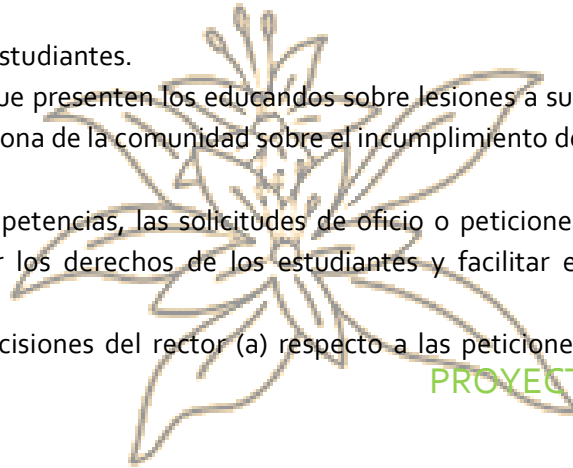 studiantes.
ue presenten los educandos sobre lesiones a su
ona de la comunidad sobre el incumplimiento de
petencias, las solicitudes de oficio o peticione
r los derechos de los estudiantes y facilitar e
cisiones del rector (a) respecto a las peticione
PROYECT